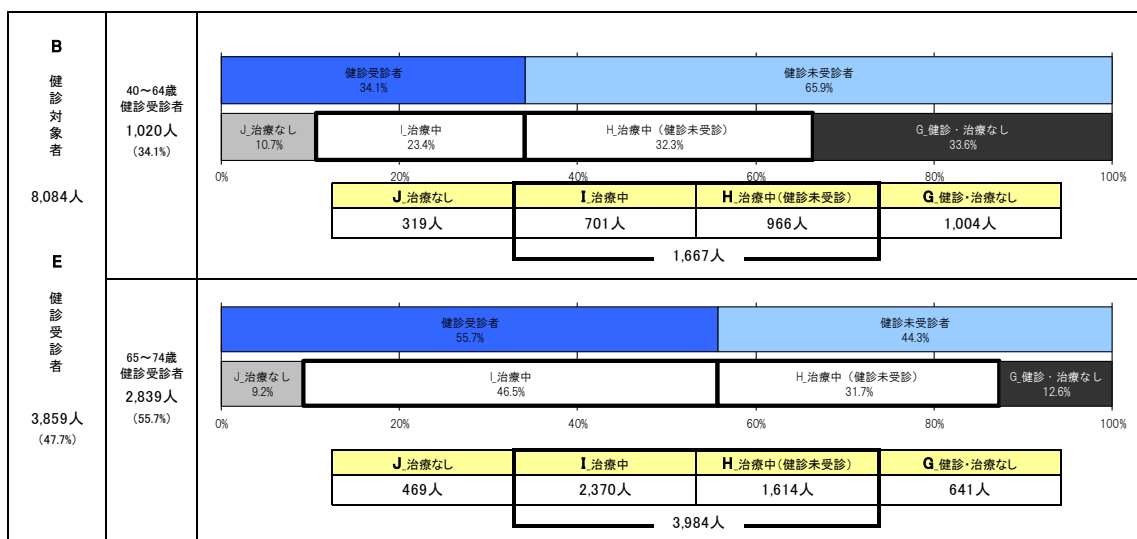 B
健診対象者
8,084人
E
健診受診者
3,859人
(47.7%)
40～64歳
健診受診者
1,020人
(34.1%)
健診受診者
34.1%
健診未受診者
65.9%
J_治療なし
10.7%
I_治療中
23.4%
H_治療中（健診未受診）
32.3%
G_健診・治療なし
33.6%
0% 20% 40% 60% 80% 100%
J_治療なし I_治療中 H_治療中(健診未受診) G_健診・治療なし
319人 701人 966人 1,004人
1,667人
65～74歳
健診受診者
2,839人
(55.7%)
健診受診者
55.7%
健診未受診者
44.3%
J_治療なし
9.2%
I_治療中
46.5%
H_治療中（健診未受診）
31.7%
G_健診・治療なし
12.6%
0% 20% 40% 60% 80% 100%
J_治療なし I_治療中 H_治療中(健診未受診) G_健診・治療なし
469人 2,370人 1,614人 641人
3,984人